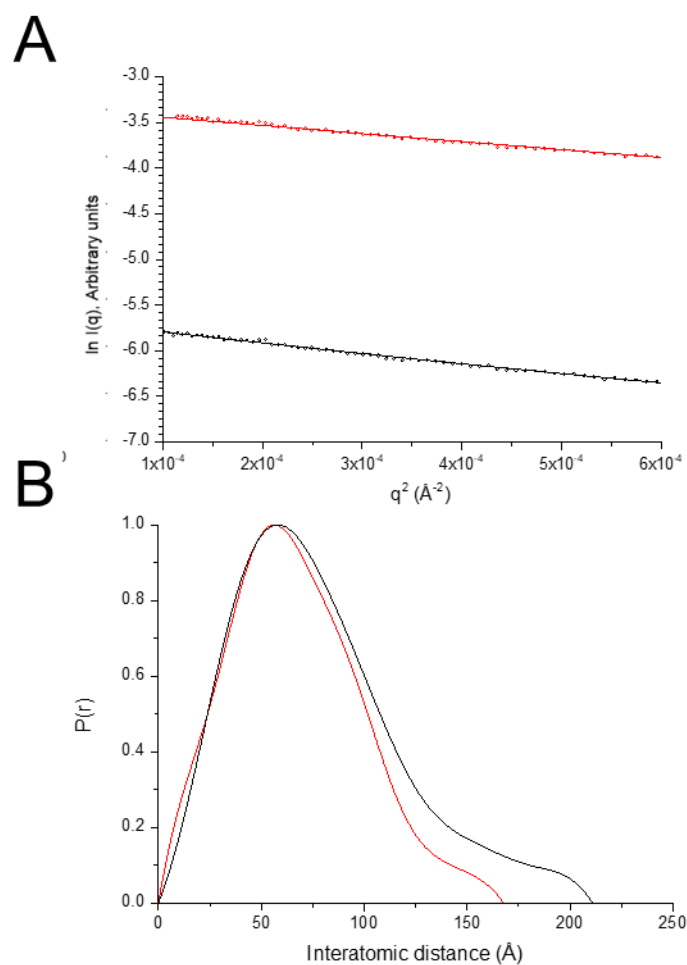 A
-3.0
-3.5
-4.0
-4.5
-5.0
-5.5
-6.0
-6.5
-7.0
ln I(q), Arbitrary units
1x10⁻⁴ 2x10⁻⁴ 3x10⁻⁴ 4x10⁻⁴ 5x10⁻⁴ 6x10⁻⁴
q² (Å⁻²)
B
1.0
0.8
0.6
0.4
0.2
0.0
P(r)
0 50 100 150 200 250
Interatomic distance (Å)